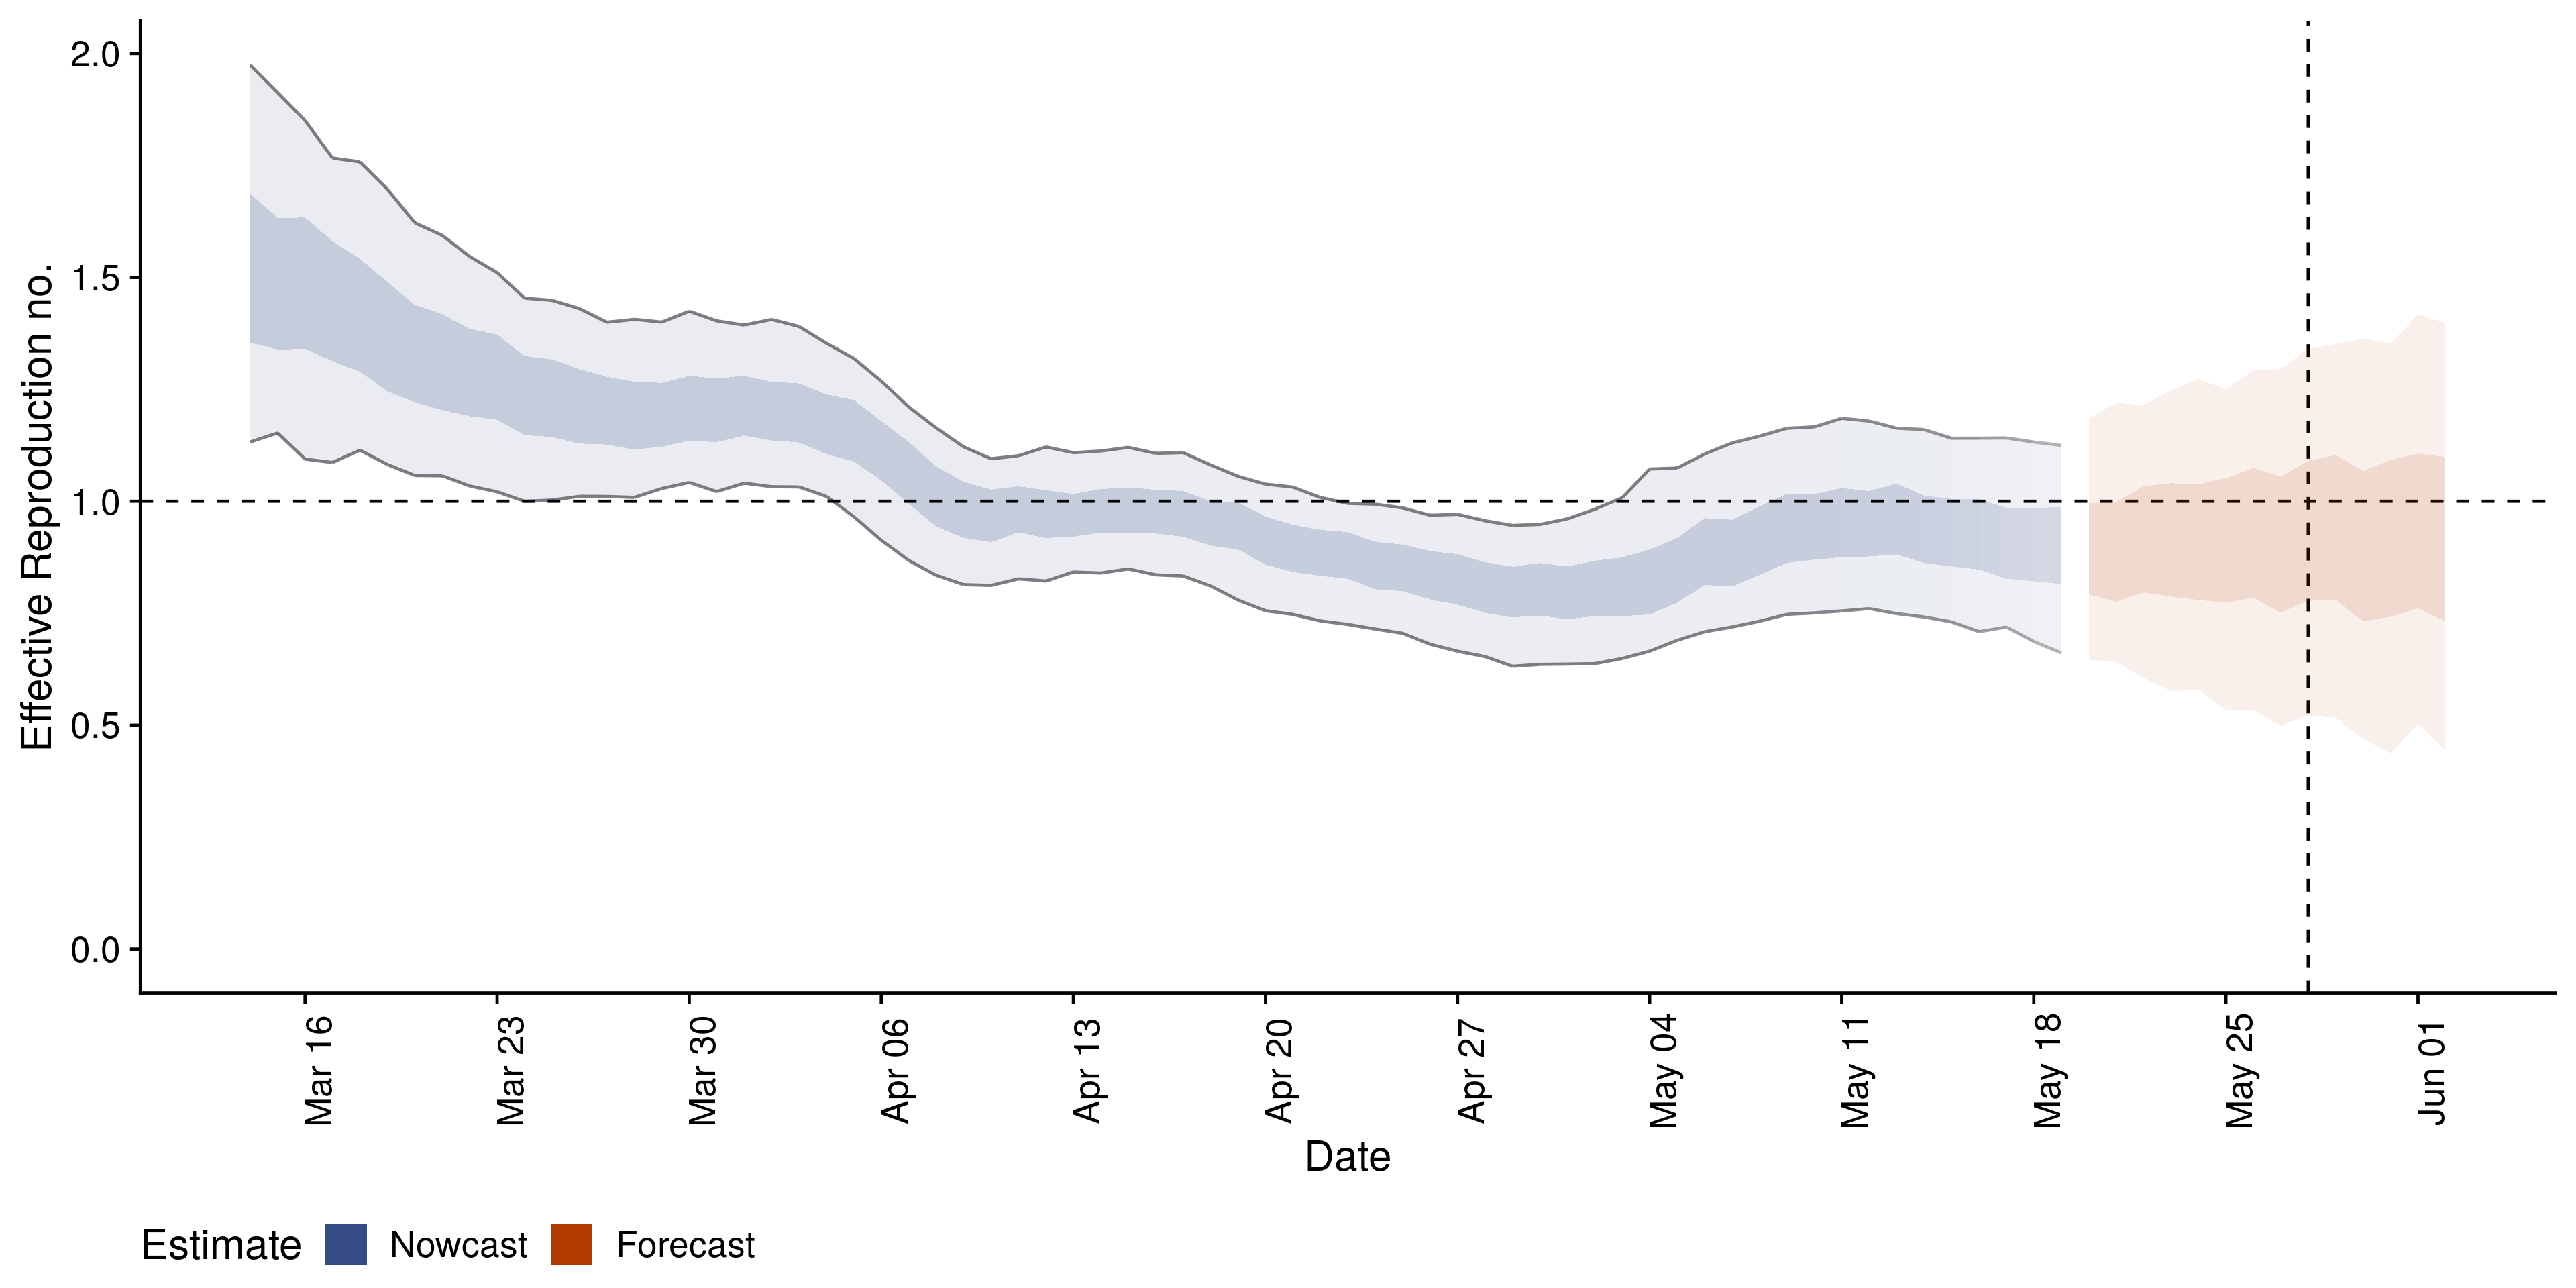 Effective Reproduction no.
2.0
1.5
1.0
0.5
0.0
Mar 16
Mar 23
Mar 30
Apr 06
Apr 13
Apr 20
Apr 27
May 04
May 11
May 18
May 25
Jun 01
Date
Estimate Nowcast Forecast